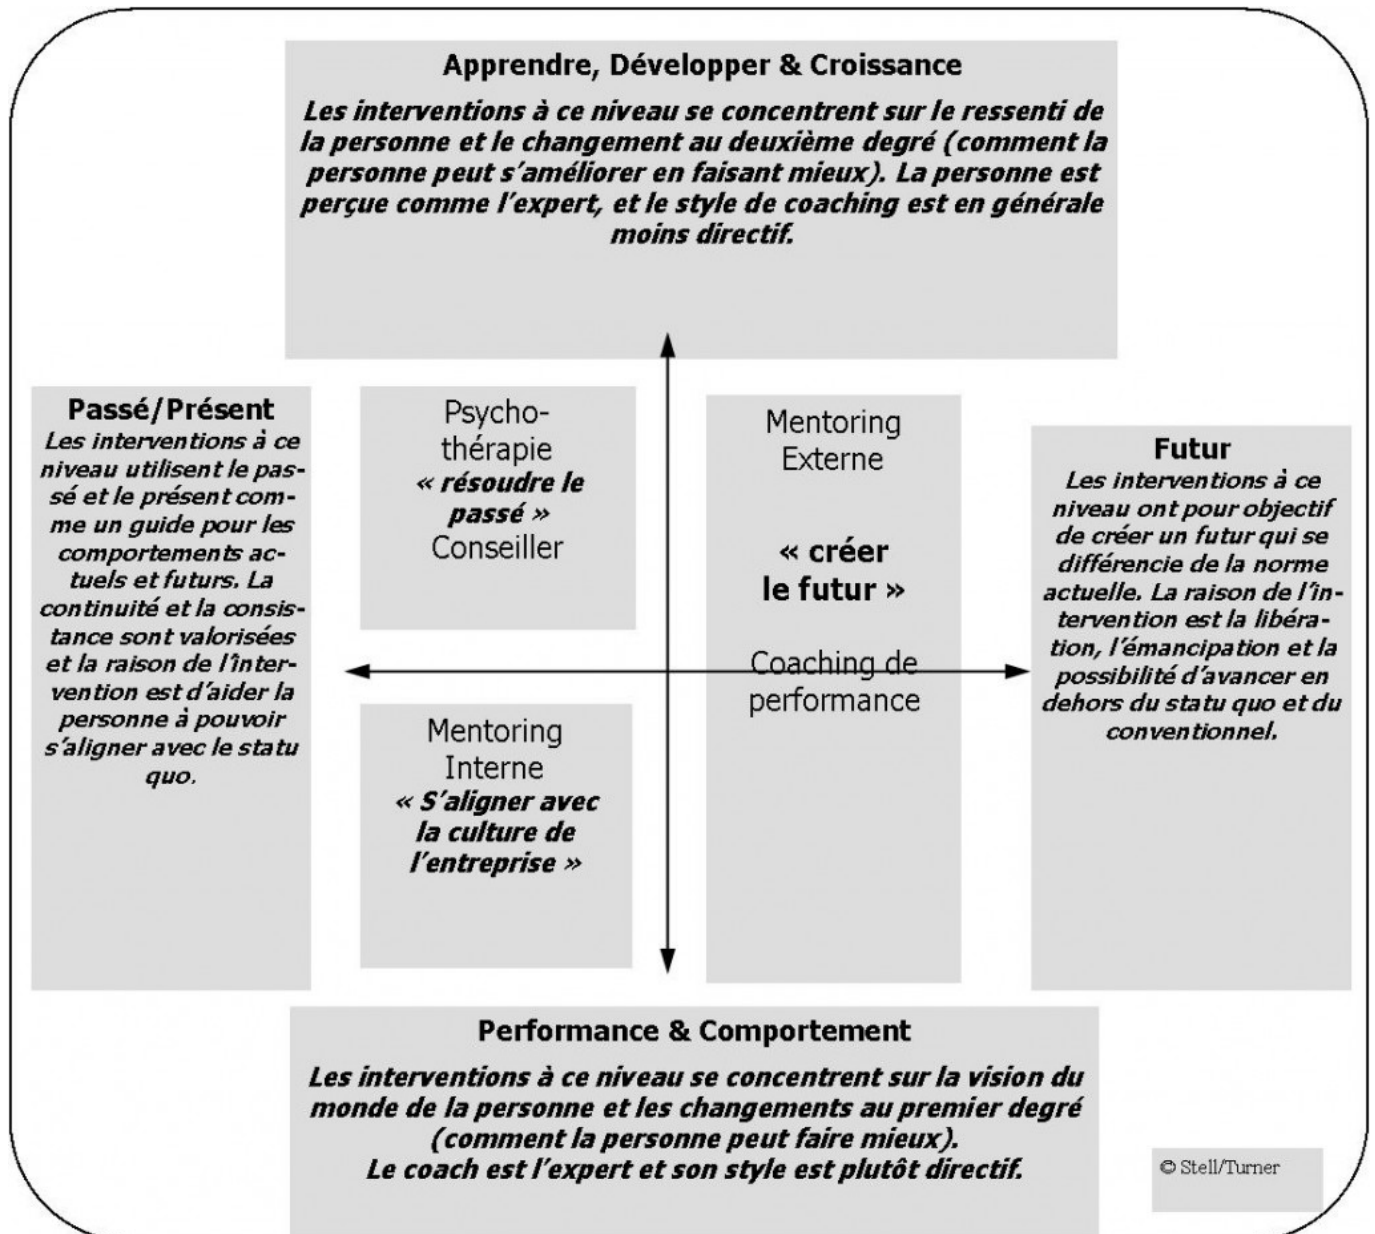 Apprendre, Développer & Croissance
Les interventions à ce niveau se concentrent sur le ressenti de
la personne et le changement au deuxième degré (comment la
personne peut s'améliorer en faisant mieux). La personne est
perçue comme l'expert, et le style de coaching est en générale
moins directif.
Passé/Présent
Les interventions à ce
niveau utilisent le pas-
sé et le présent com-
me un guide pour les
comportements ac-
tuels et futurs. La
continuité et la consis-
tance sont valorisées
et la raison de l'inter-
vention est d'aider la
personne à pouvoir
s'aligner avec le statu
quo.
Psycho-
thérapie
« résoudre le
passé »
Conseiller
Mentoring
Interne
« S'aligner avec
la culture de
l'entreprise »
Mentoring
Externe
« créer
le futur »
Coaching de
performance
Futur
Les interventions à ce
niveau ont pour objectif
de créer un futur qui se
différencie de la norme
actuelle. La raison de l'in-
tervention est la libéra-
tion, l'émancipation et la
possibilité d'avancer en
dehors du statu quo et du
conventionnel.
Performance & Comportement
Les interventions à ce niveau se concentrent sur la vision du
monde de la personne et les changements au premier degré
(comment la personne peut faire mieux).
Le coach est l'expert et son style est plutôt directif.
© Stell/Turner